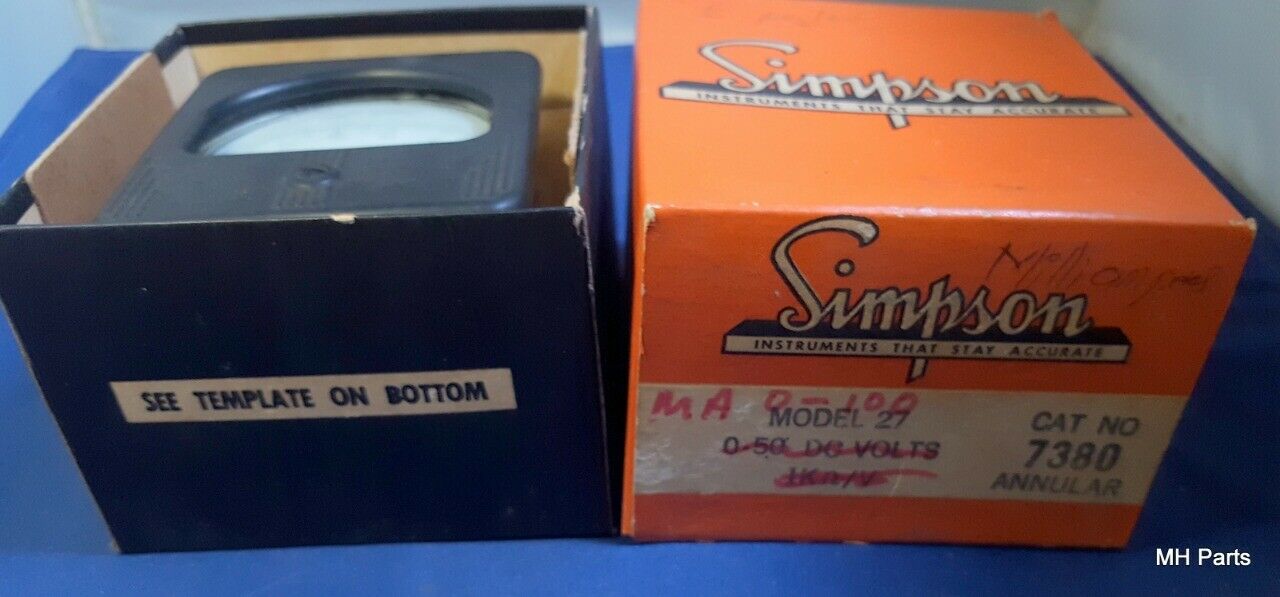 SEE TEMPLATE ON BOTTOM
Simpson
INSTRUMENTS THAT STAY ACCURATE
Simpson
INSTRUMENTS THAT STAY ACCURATE
MA 0-100
MODEL 27
0-50 DC VOLTS
1KΩ/V
CAT NO
7380
ANNULAR
MH Parts